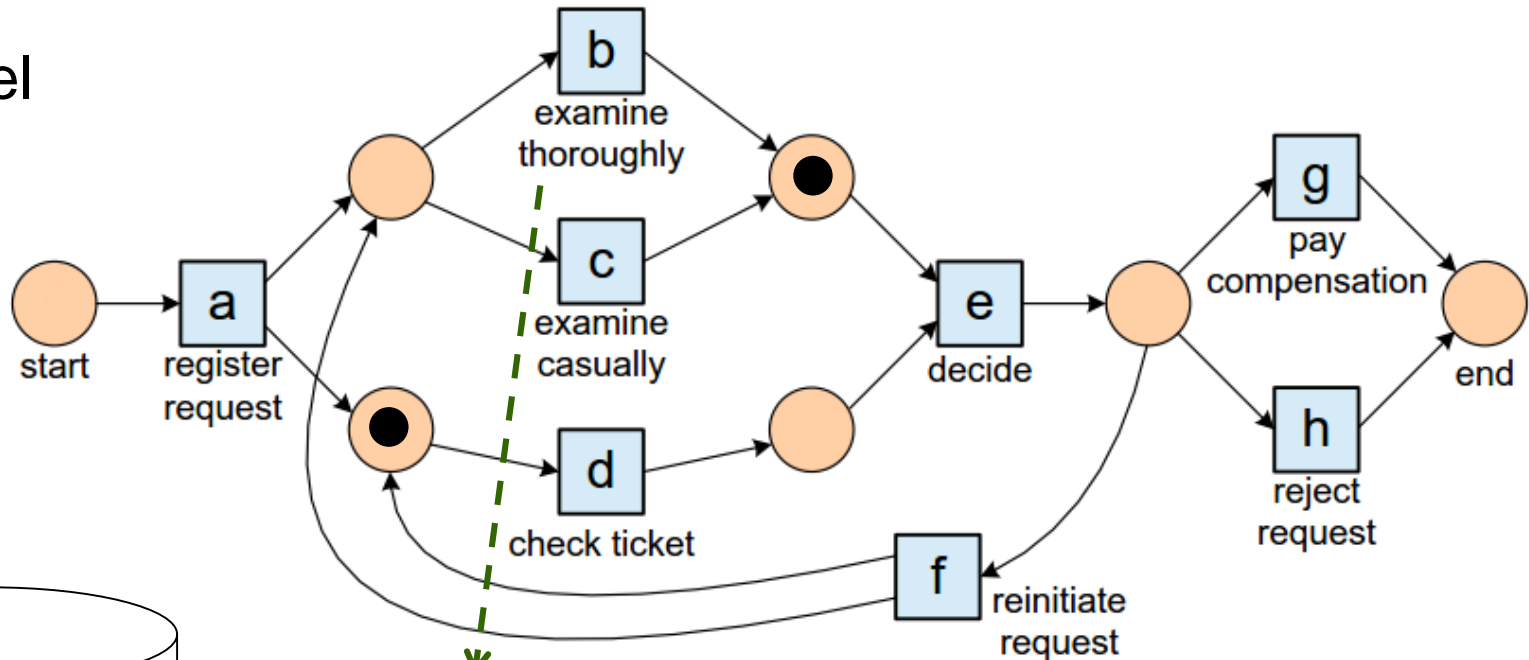 el
b
examine
thoroughly
g
pay
compensation
c
examine
casually
a
register
request
start
e
decide
end
h
reject
request
d
check ticket
f
reinitiate
request